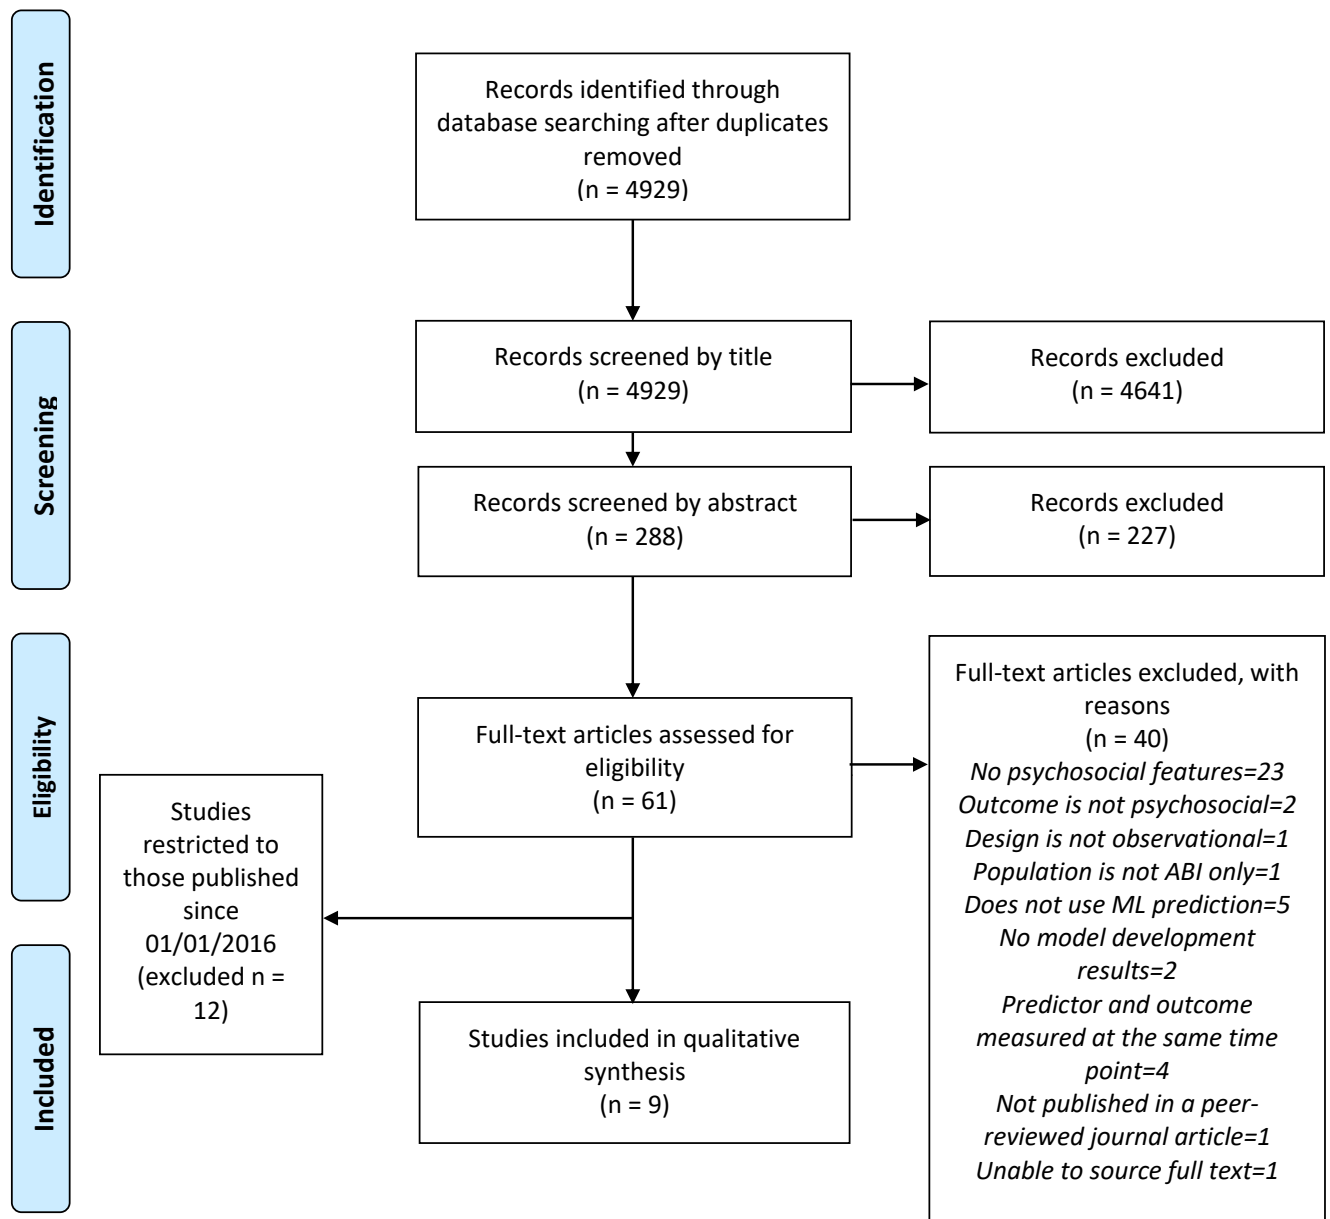 Identification
Records identified through
database searching after duplicates
removed
(n = 4929)
Screening
Records screened by title
(n = 4929)
Records excluded
(n = 4641)
Records screened by abstract
(n = 288)
Records excluded
(n = 227)
Eligibility
Full-text articles assessed for
eligibility
(n = 61)
Full-text articles excluded, with
reasons
(n = 40)
No psychosocial features=23
Outcome is not psychosocial=2
Design is not observational=1
Population is not ABI only=1
Does not use ML prediction=5
No model development
results=2
Predictor and outcome
measured at the same time
point=4
Not published in a peer-
reviewed journal article=1
Unable to source full text=1
Studies
restricted to
those published
since
01/01/2016
(excluded n =
12)
Included
Studies included in qualitative
synthesis
(n = 9)